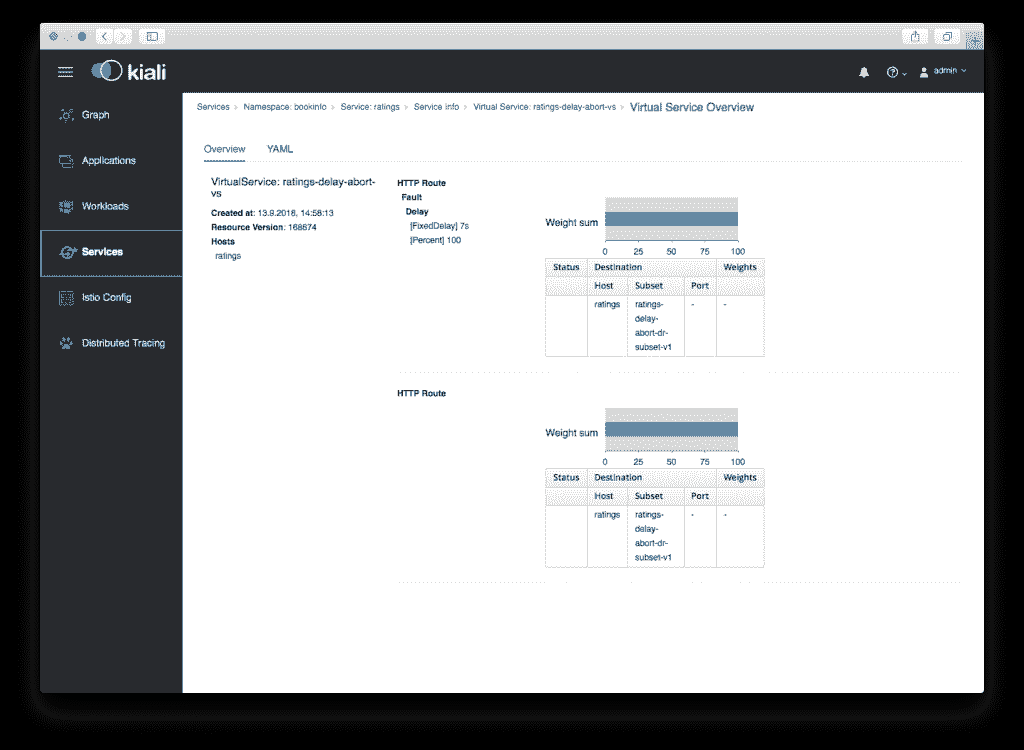 kiali
admin
Graph
Applications
Workloads
Services
Istio Config
Distributed Tracing
Services > Namespace: bookinfo > Service: ratings > Service info > Virtual Service: ratings-delay-abort-vs > Virtual Service Overview
Overview YAML
VirtualService: ratings-delay-abort-
vs
Created at: 13.9.2018, 14:58:13
Resource Version: 168674
Hosts
ratings
HTTP Route
Fault
Delay
[FixedDelay] 7s
[Percent] 100
Weight sum
0 25 50 75 100
Status Destination Weights
Host Subset Port
ratings ratings- - -
delay-
abort-dr-
subset-v1
HTTP Route
Weight sum
0 25 50 75 100
Status Destination Weights
Host Subset Port
ratings ratings- - -
delay-
abort-dr-
subset-v1